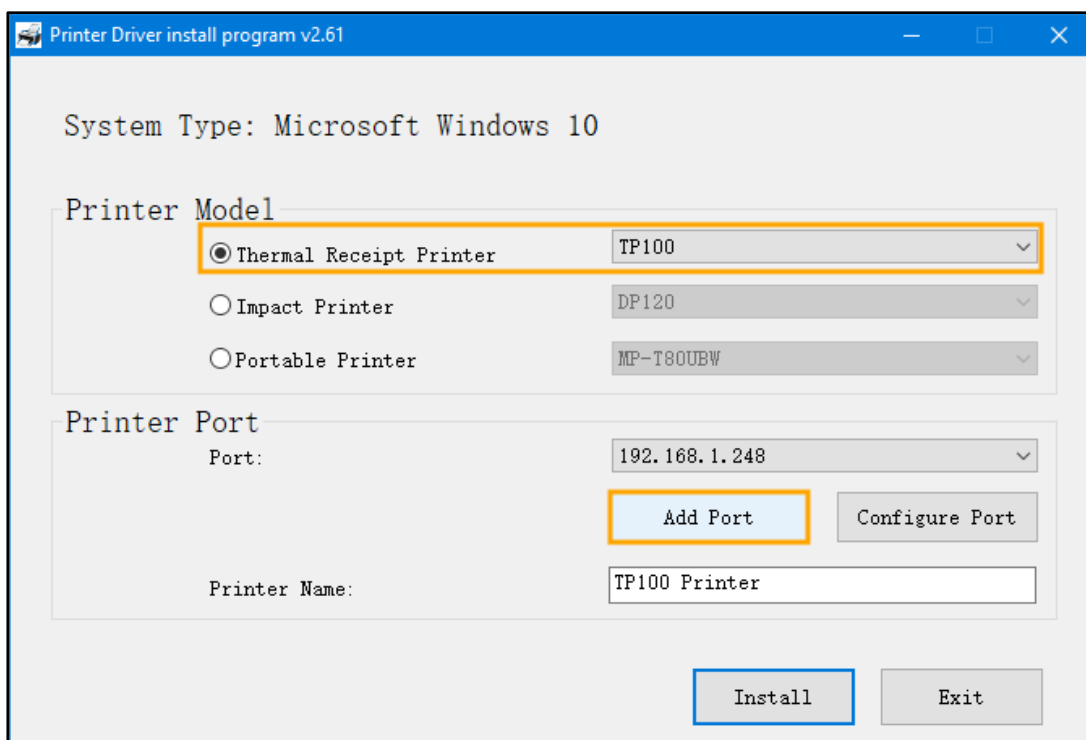 Printer Driver install program v2.61
System Type: Microsoft Windows 10
Printer Model
Thermal Receipt Printer TP100
Impact Printer DP120
Portable Printer MP-T80UBW
Printer Port
Port: 192.168.1.248
Add Port Configure Port
Printer Name: TP100 Printer
Install Exit